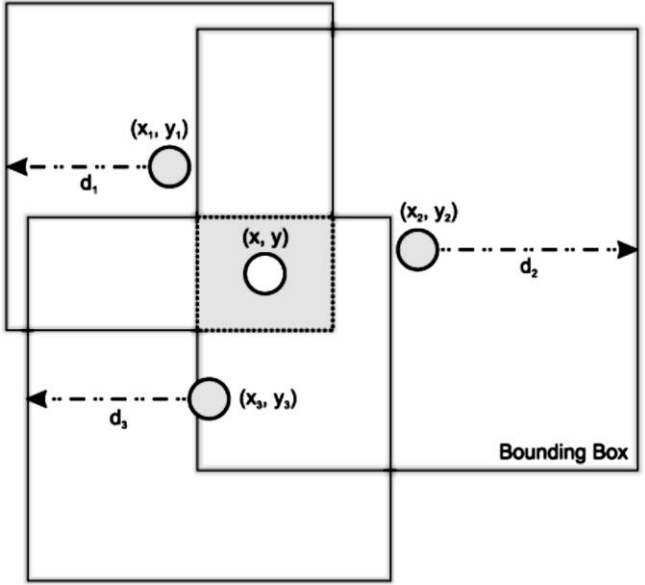 (x₁, y₁)
d₁
(x₂, y₂)
(x, y)
d₂
(x₃, y₃)
d₃
Bounding Box